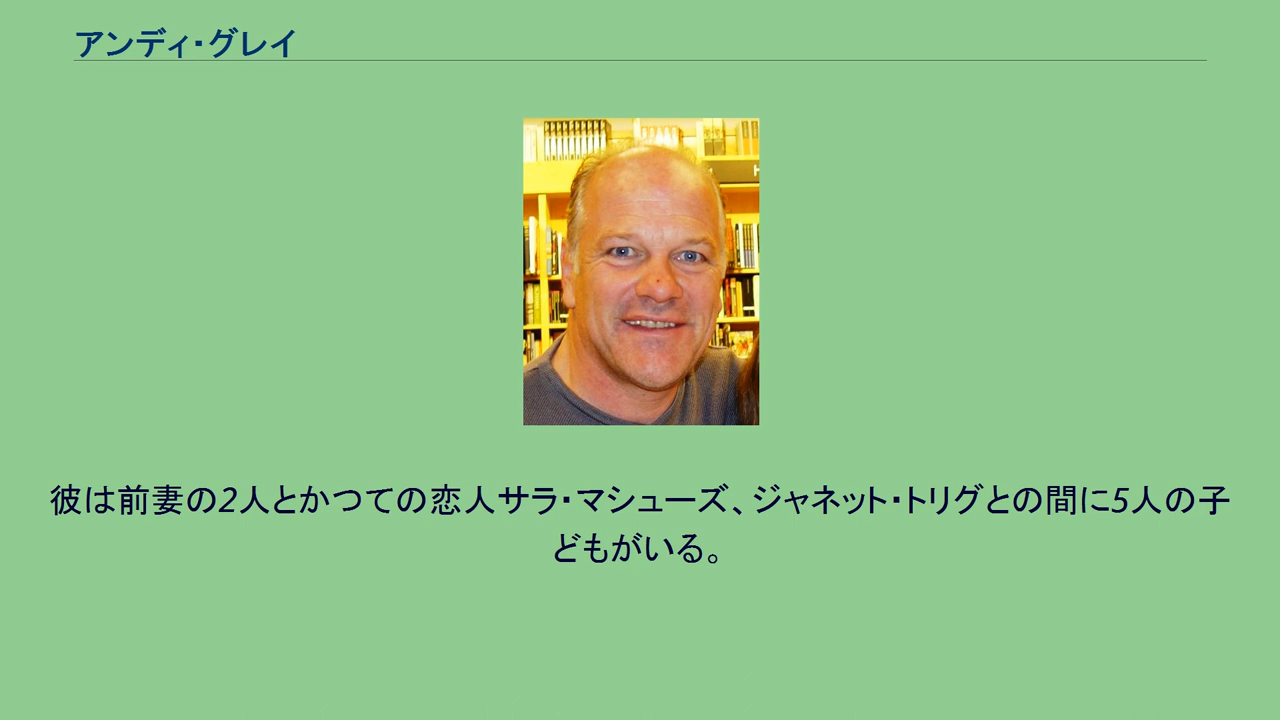 アンディ・グレイ
彼は前妻の2人とかつての恋人サラ・マシューズ、ジャネット・トリグとの間に5人の子
どもがいる。